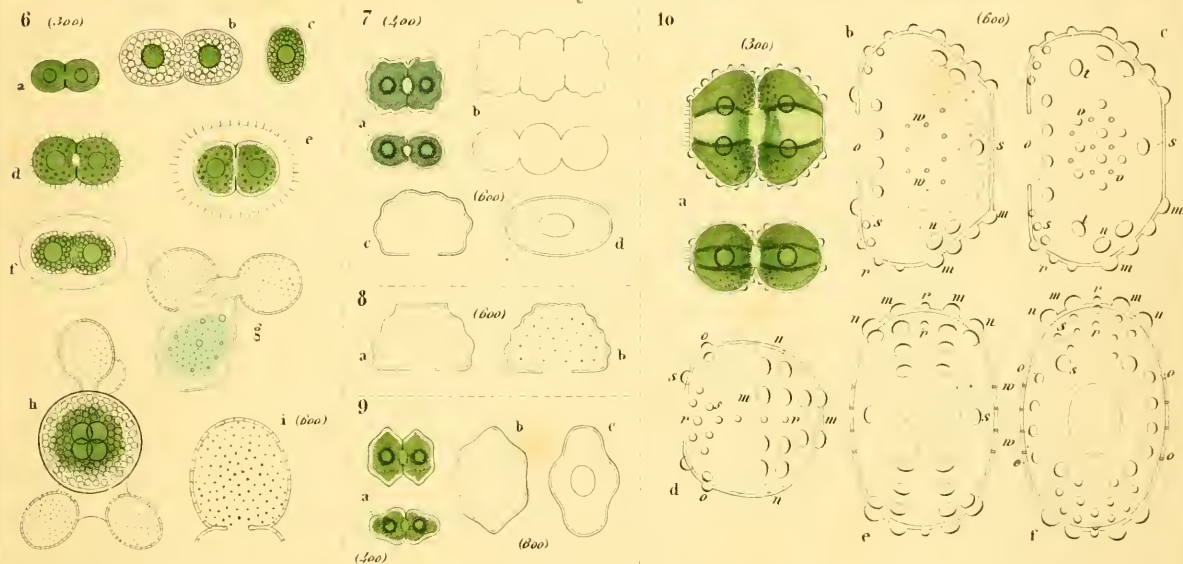 6 (300)
a
b
c
d
e
f
g
h
i (600)
7 (400)
a
b
c
(600)
d
8
(600)
a
b
9
a
b
c
(400)
(600)
10
(300)
a
(600)
b
w
o
s
w
s
n
m
r
m
c
t
v
o
s
v
m
s
t
n
r
m
d
o
n
s
s
m
r
r
m
o
n
e
m
r
m
n
n
r
w
s
w
f
m
r
m
n
n
s
r
o
o
s
o
o